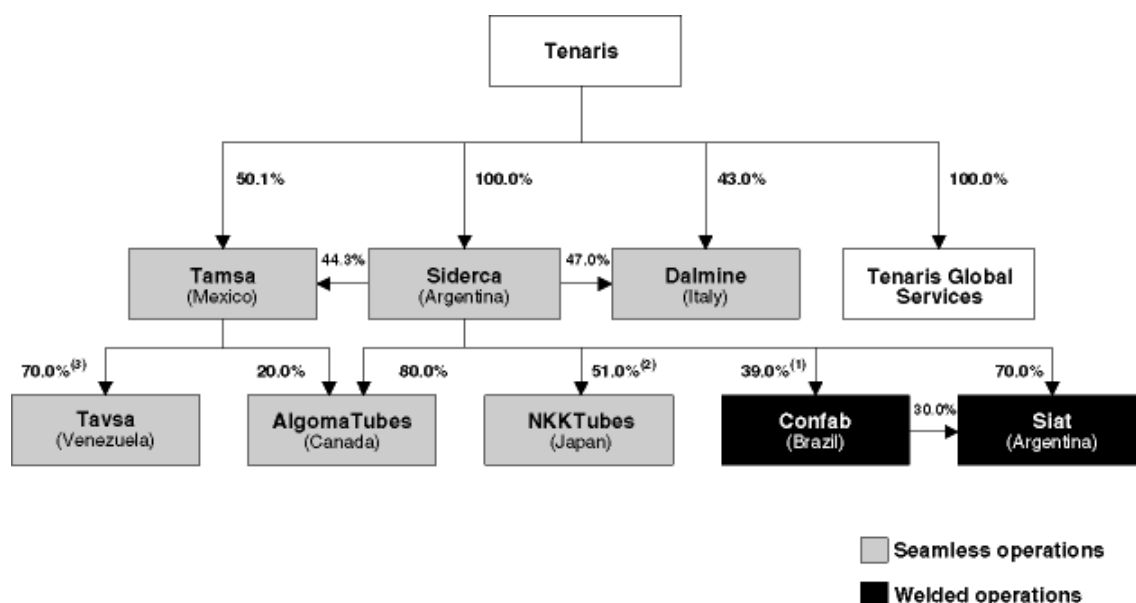 Tenaris
50.1%
100.0%
43.0%
100.0%
Tamsa
(Mexico)
44.3%
Siderca
(Argentina)
47.0%
Dalmine
(Italy)
Tenaris Global
Services
70.0%(3)
20.0%
80.0%
51.0%(2)
39.0%(1)
70.0%
Tavsa
(Venezuela)
AlgomaTubes
(Canada)
NKKTubes
(Japan)
Confab
(Brazil)
30.0%
Siat
(Argentina)
Seamless operations
Welded operations